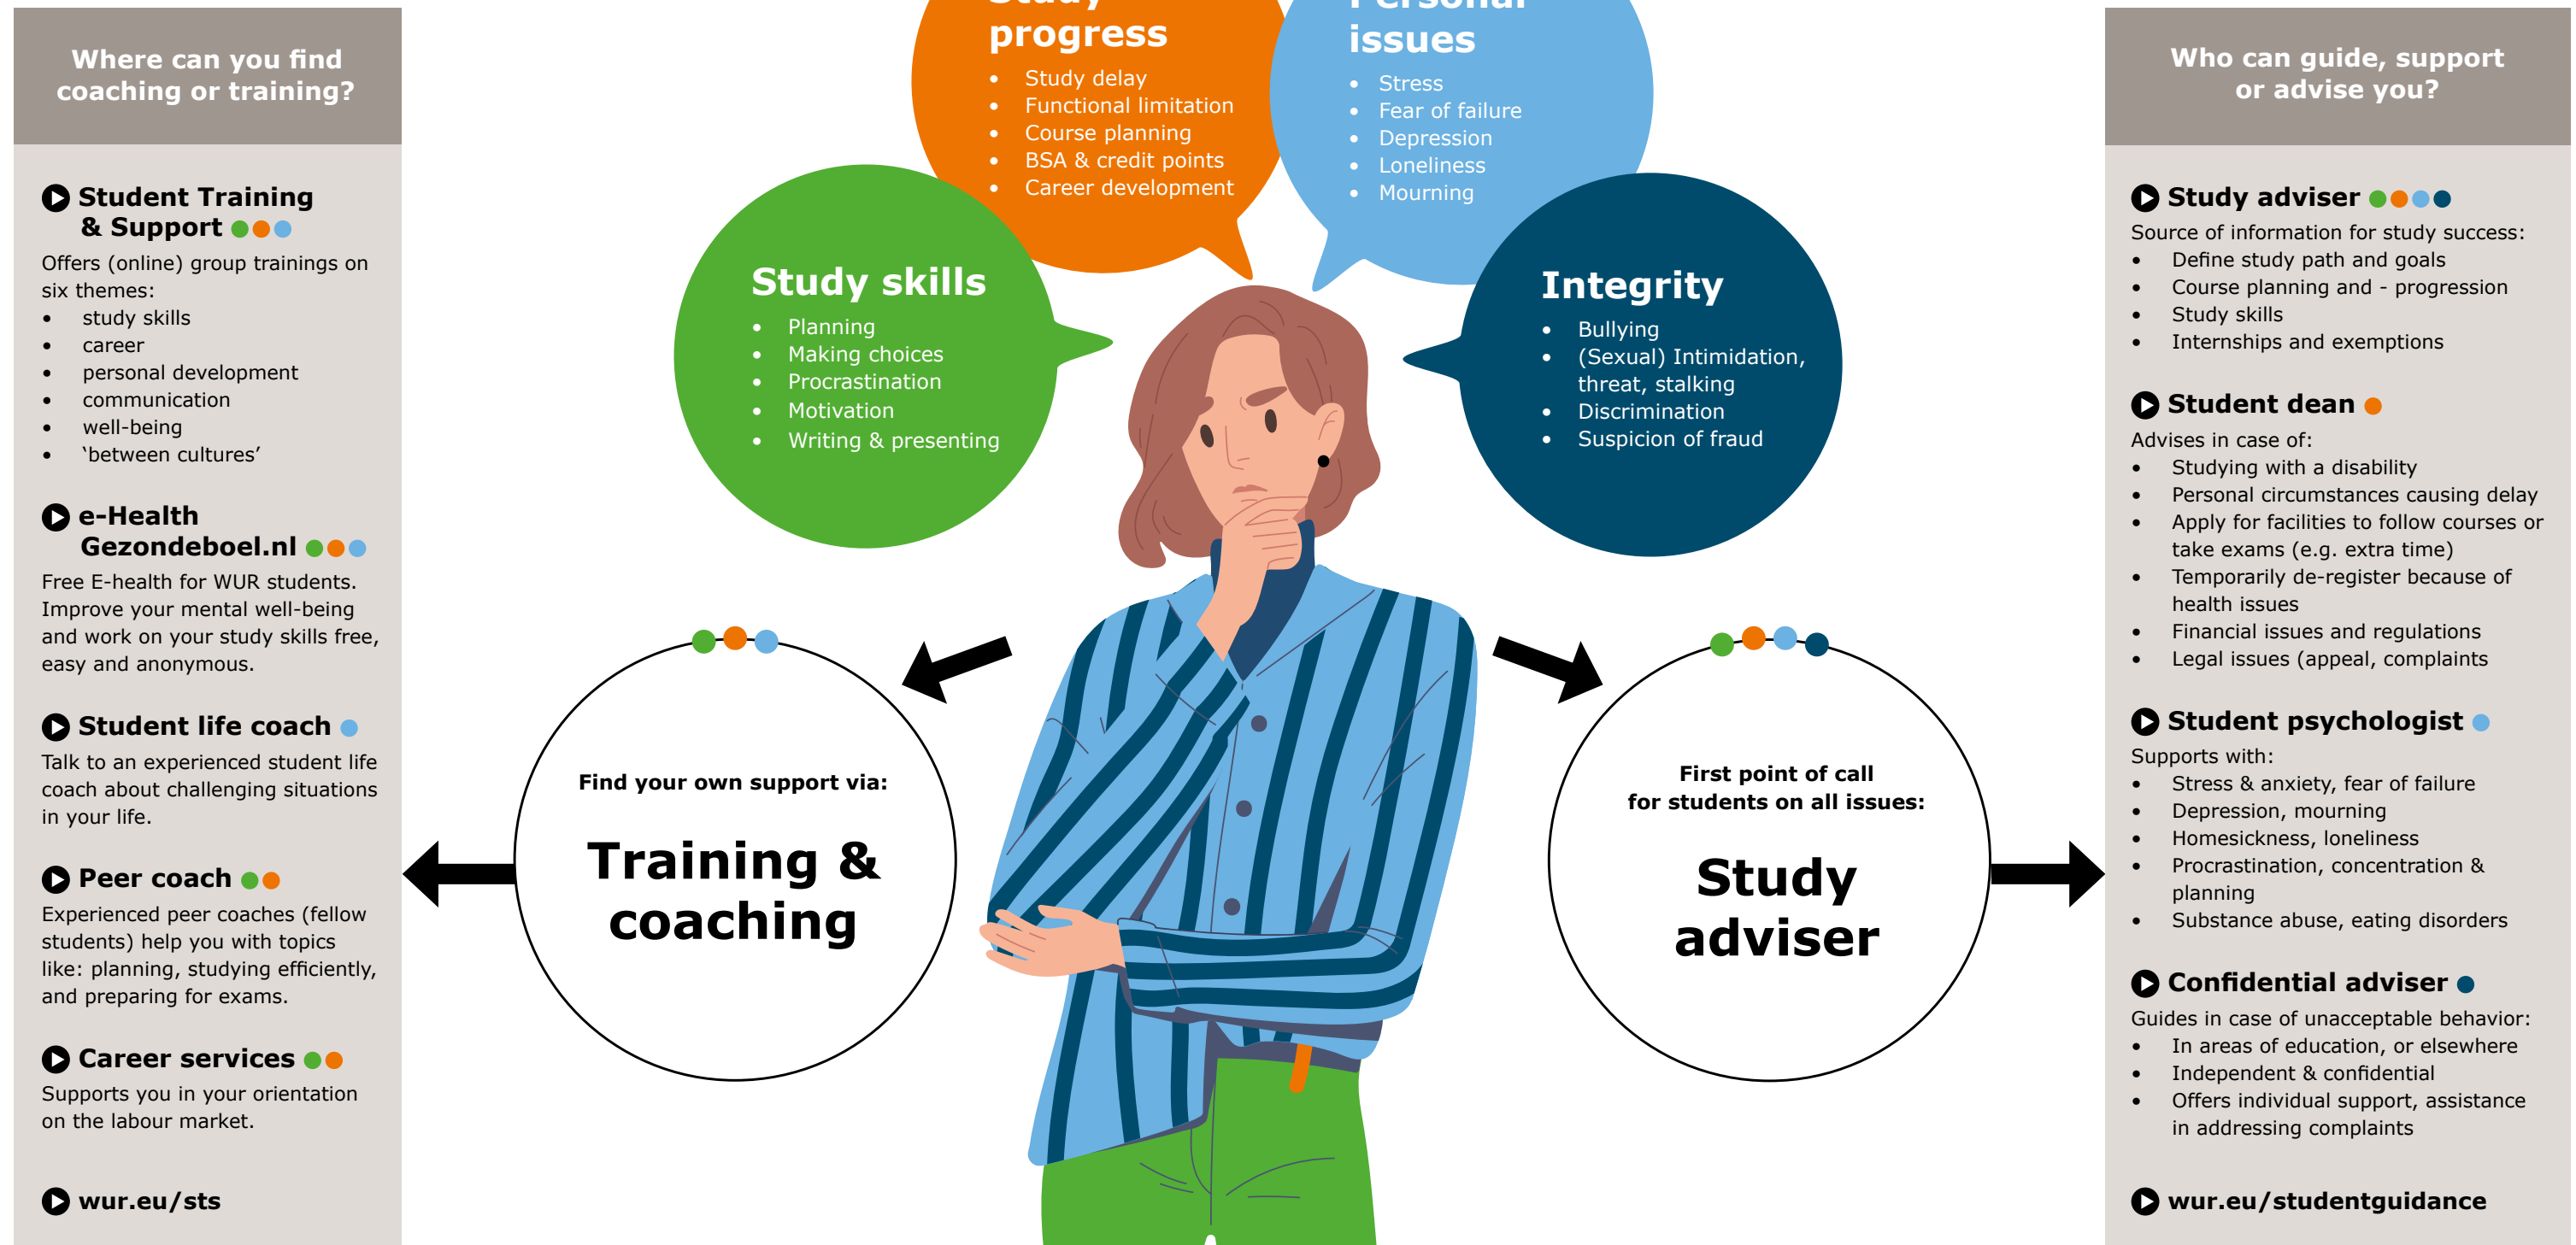 Where can you find
coaching or training?
Student Training
& Support
Offers (online) group trainings on
six themes:
• study skills
• career
• personal development
• communication
• well-being
• ‘between cultures’
e-Health
Gezondeboel.nl
Free E-health for WUR students.
Improve your mental well-being
and work on your study skills free,
easy and anonymous.
Student life coach
Talk to an experienced student life
coach about challenging situations
in your life.
Peer coach
Experienced peer coaches (fellow
students) help you with topics
like: planning, studying efficiently,
and preparing for exams.
Career services
Supports you in your orientation
on the labour market.
wur.eu/sts
Study
progress
• Study delay
• Functional limitation
• Course planning
• BSA & credit points
• Career development
Personal
issues
• Stress
• Fear of failure
• Depression
• Loneliness
• Mourning
Study skills
• Planning
• Making choices
• Procrastination
• Motivation
• Writing & presenting
Integrity
• Bullying
• (Sexual) Intimidation,
threat, stalking
• Discrimination
• Suspicion of fraud
Find your own support via:
Training &
coaching
First point of call
for students on all issues:
Study
adviser
Who can guide, support
or advise you?
Study adviser
Source of information for study success:
• Define study path and goals
• Course planning and - progression
• Study skills
• Internships and exemptions
Student dean
Advises in case of:
• Studying with a disability
• Personal circumstances causing delay
• Apply for facilities to follow courses or
take exams (e.g. extra time)
• Temporarily de-register because of
health issues
• Financial issues and regulations
• Legal issues (appeal, complaints
Student psychologist
Supports with:
• Stress & anxiety, fear of failure
• Depression, mourning
• Homesickness, loneliness
• Procrastination, concentration &
planning
• Substance abuse, eating disorders
Confidential adviser
Guides in case of unacceptable behavior:
• In areas of education, or elsewhere
• Independent & confidential
• Offers individual support, assistance
in addressing complaints
wur.eu/studentguidance